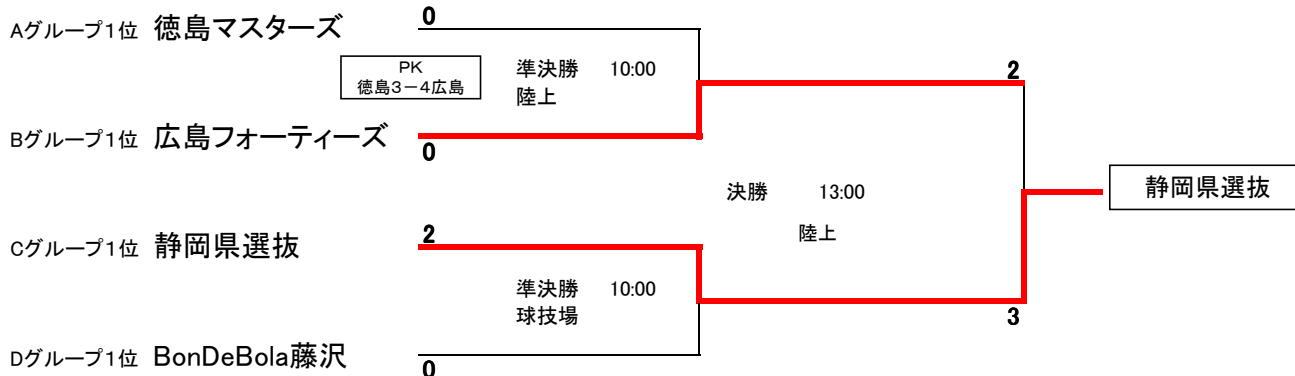 Aグループ1位 徳島マスターズ
0
PK
徳島3－4広島
準決勝 10:00
陸上
2
Bグループ1位 広島フォーティーズ
0
決勝 13:00
陸上
静岡県選抜
Cグループ1位 静岡県選抜
2
準決勝 10:00
球技場
3
Dグループ1位 BonDeBola藤沢
0